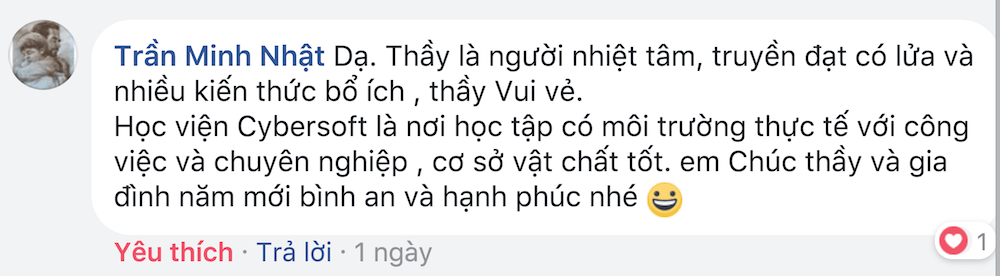 Trần Minh Nhật Dạ. Thầy là người nhiệt tâm, truyền đạt có lửa và
nhiều kiến thức bổ ích , thầy Vui vẻ.
Học viện Cybersoft là nơi học tập có môi trường thực tế với công
việc và chuyên nghiệp , cơ sở vật chất tốt. em Chúc thầy và gia
đình năm mới bình an và hạnh phúc nhé 😀
Yêu thích · Trả lời · 1 ngày
1